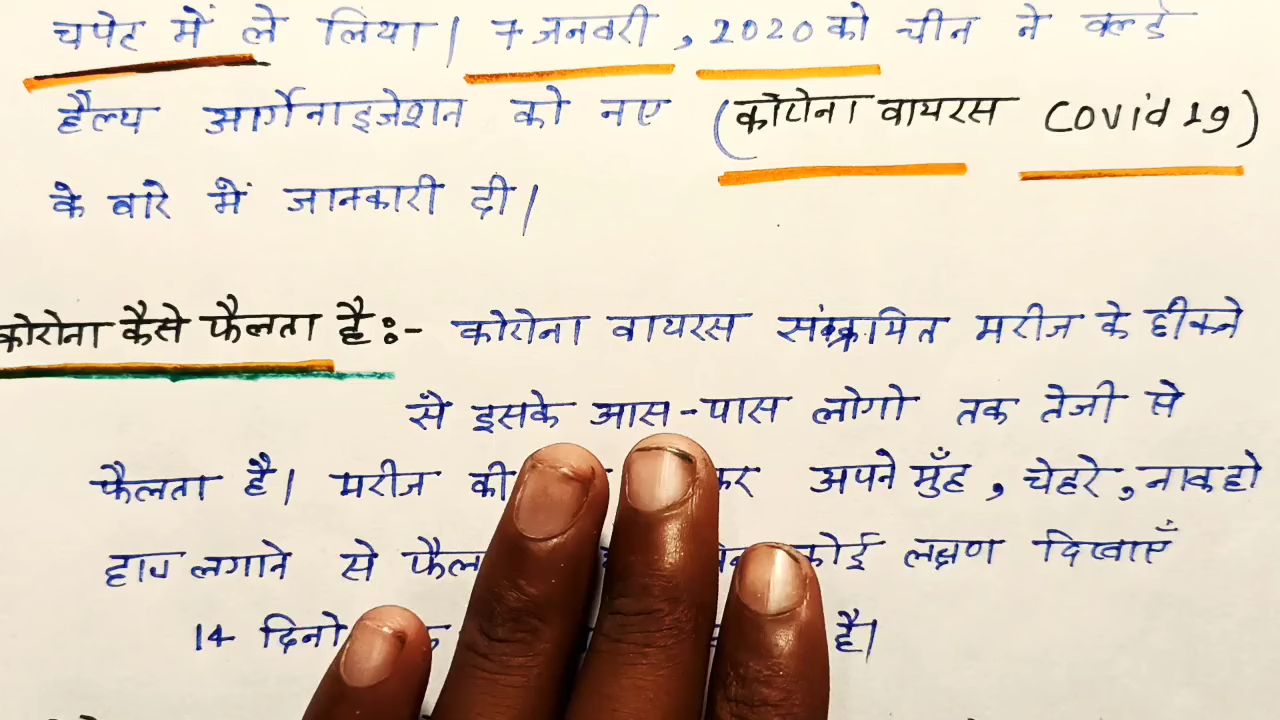 चपेट में ले लिया। 7 जनवरी, 2020 को चीन ने वर्ल्ड
हैल्थ आर्गेनाइजेशन को नए (कोरोना वायरस Covid 19)
के बारे में जानकारी दी।
कोरोना कैसे फैलता है:- कोरोना वायरस संक्रमित मरीज के छीकने
से इसके आस-पास लोगो तक तेजी से
फैलता है। मरीज की कर अपने मुँह, चेहरे, नाक हो
हाथ लगाने से कोई लक्षण दिखाएँ
14 दिनो है।